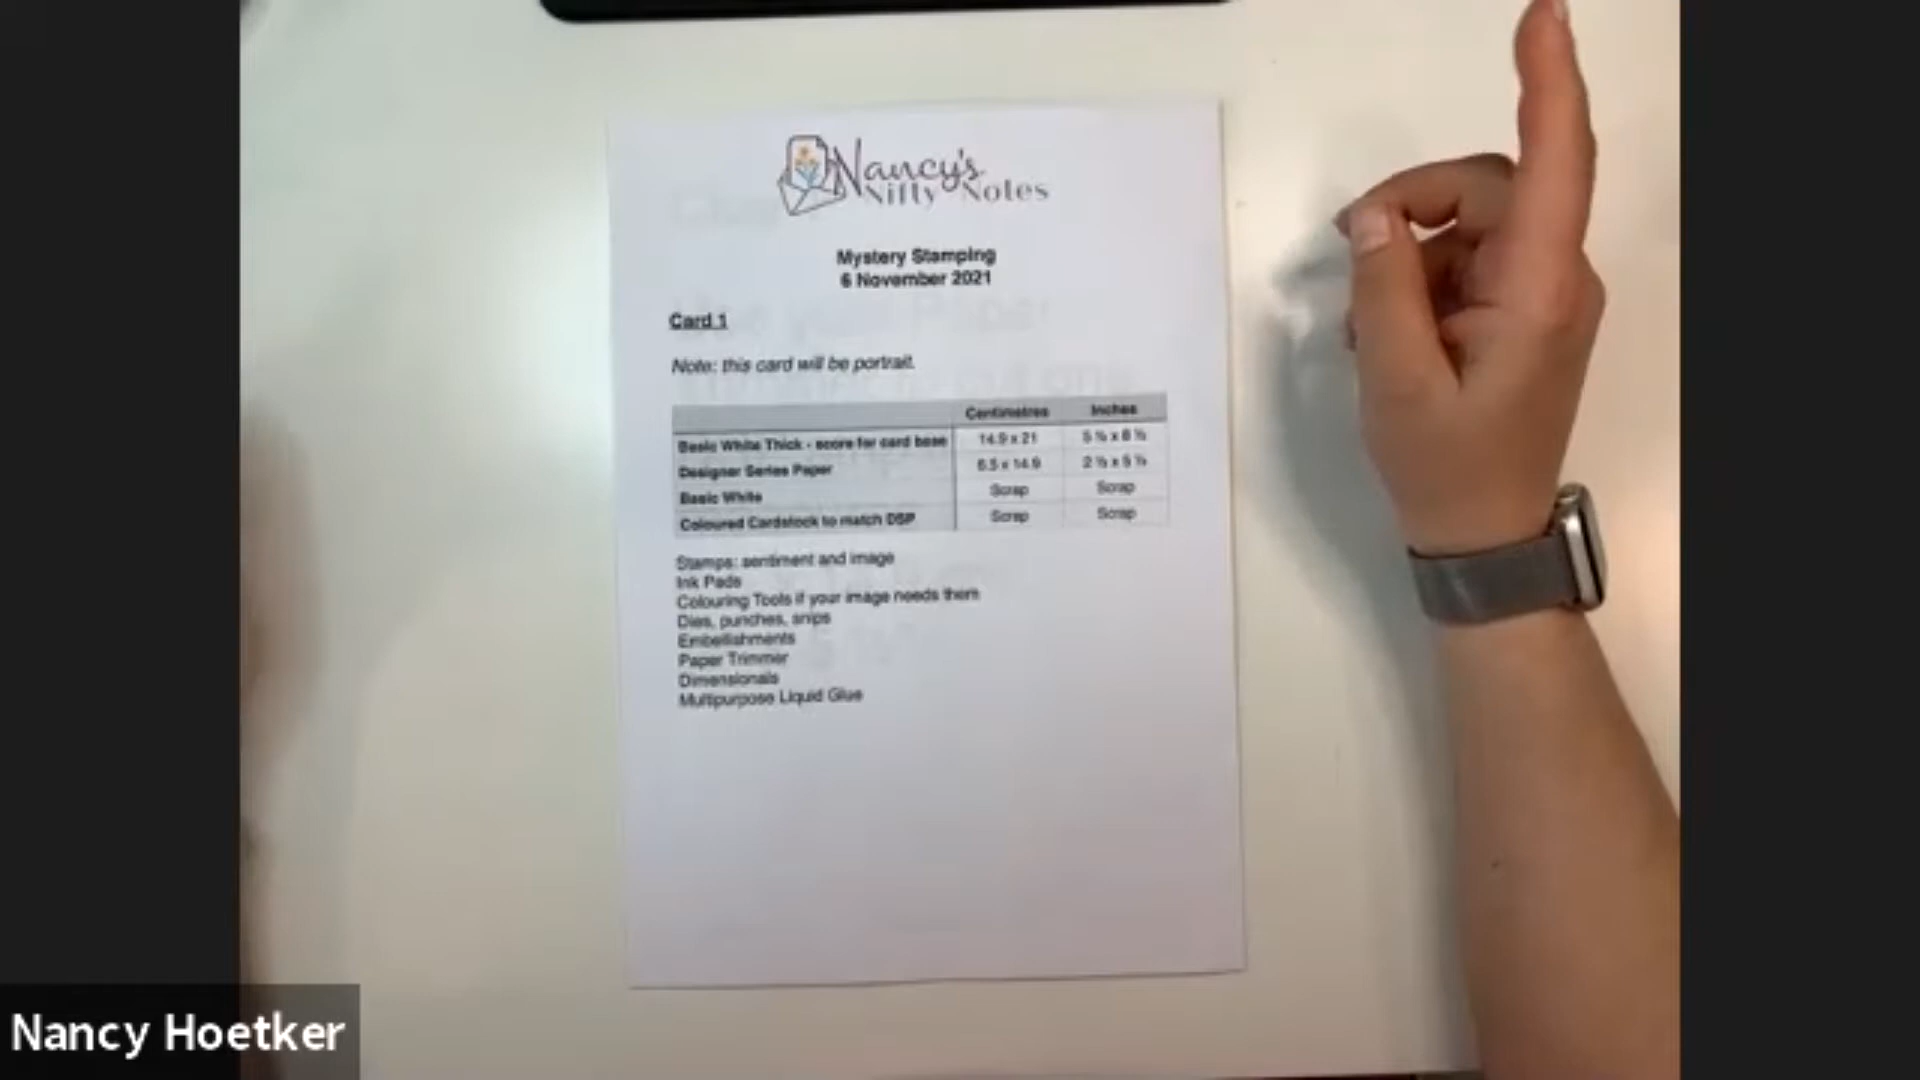 Nancy's
Nifty Notes
Mystery Stamping
6 November 2021
Card 1
Note: this card will be portrait.
Centimetres Inches
Basic White Thick - score for card base 14.9 x 21
Designer Series Paper 6.5 x 14.9
Basic White Scrap Scrap
Coloured Cardstock to match DSP Scrap Scrap
Stamps: sentiment and image
Ink Pads
Colouring Tools if your image needs them
Dies, punches, snips
Embellishments
Paper Trimmer
Dimensionals
Multipurpose Liquid Glue
Nancy Hoetker